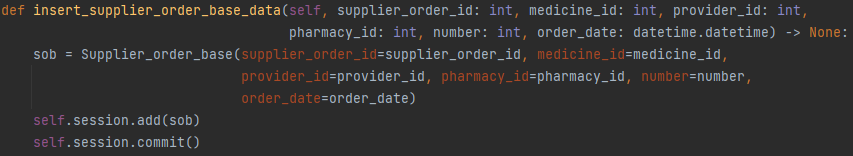 def insert_supplier_order_base_data(self, supplier_order_id: int, medicine_id: int, provider_id: int,
                                    pharmacy_id: int, number: int, order_date: datetime.datetime) -> None:
    sob = Supplier_order_base(supplier_order_id=supplier_order_id, medicine_id=medicine_id,
                              provider_id=provider_id, pharmacy_id=pharmacy_id, number=number,
                              order_date=order_date)
    self.session.add(sob)
    self.session.commit()